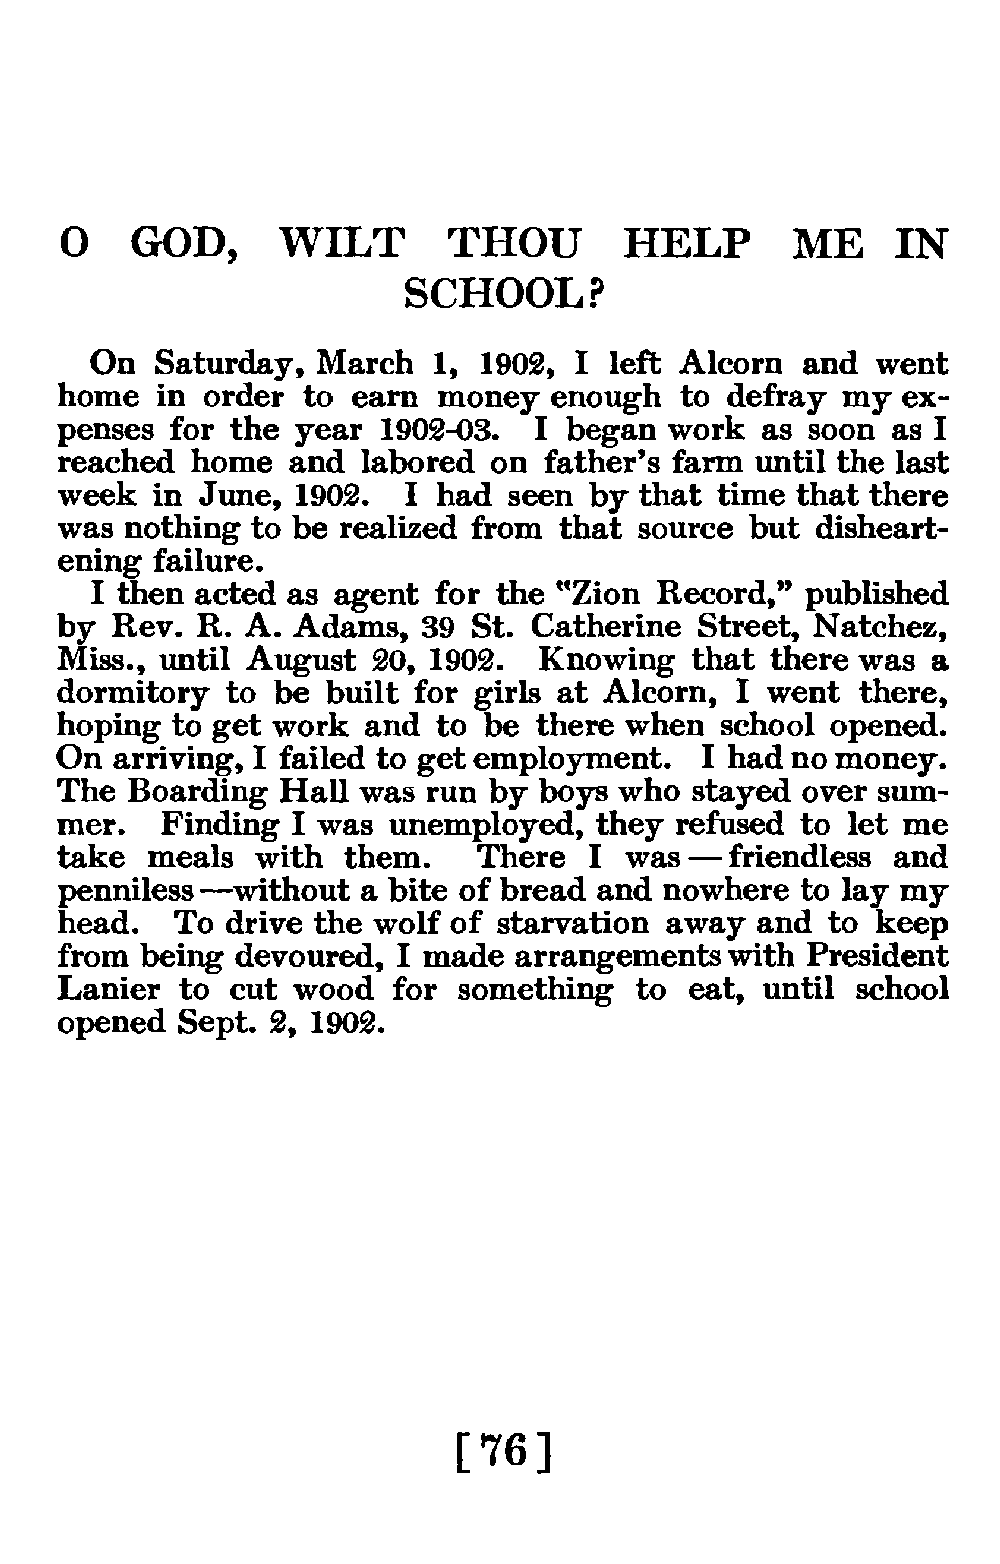 O GOD, WILT THOU HELP ME IN
SCHOOL?
On Saturday, March 1, 1902, I left Alcorn and went
home in order to earn money enough to defray my ex-
penses for the year 1902-03. I began work as soon as I
reached home and labored on father's farm until the last
week in June, 1902. I had seen by that time that there
was nothing to be realized from that source but disheart-
ening failure.
I then acted as agent for the "Zion Record," published
by Rev. R. A. Adams, 39 St. Catherine Street, Natchez,
Miss., until August 20, 1902. Knowing that there was a
dormitory to be built for girls at Alcorn, I went there,
hoping to get work and to be there when school opened.
On arriving, I failed to get employment. I had no money.
The Boarding Hall was run by boys who stayed over sum-
mer. Finding I was unemployed, they refused to let me
take meals with them. There I was — friendless and
penniless —without a bite of bread and nowhere to lay my
head. To drive the wolf of starvation away and to keep
from being devoured, I made arrangements with President
Lanier to cut wood for something to eat, until school
opened Sept. 2, 1902.
[76]